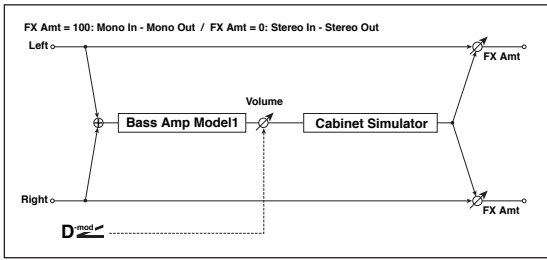 FX Amt = 100: Mono In - Mono Out / FX Amt = 0: Stereo In - Stereo Out
Left
FX Amt
Volume
Bass Amp Model1
Cabinet Simulator
Right
FX Amt
D-mod